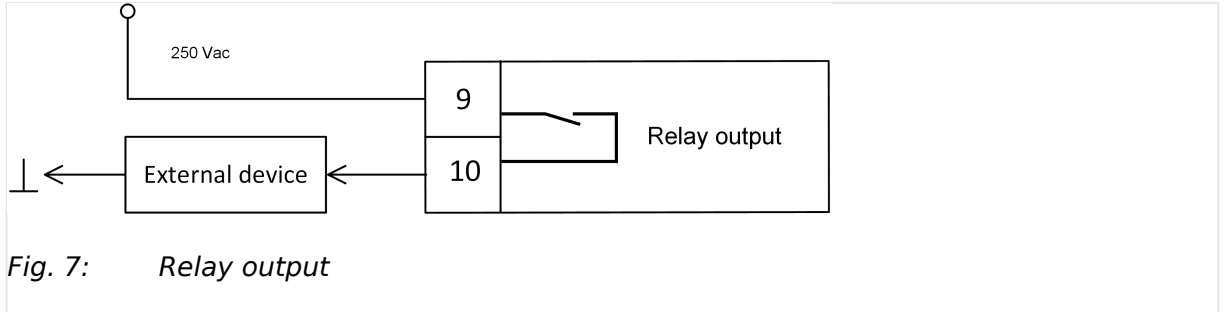 250 Vac
9
Relay output
External device
10
Fig. 7: Relay output